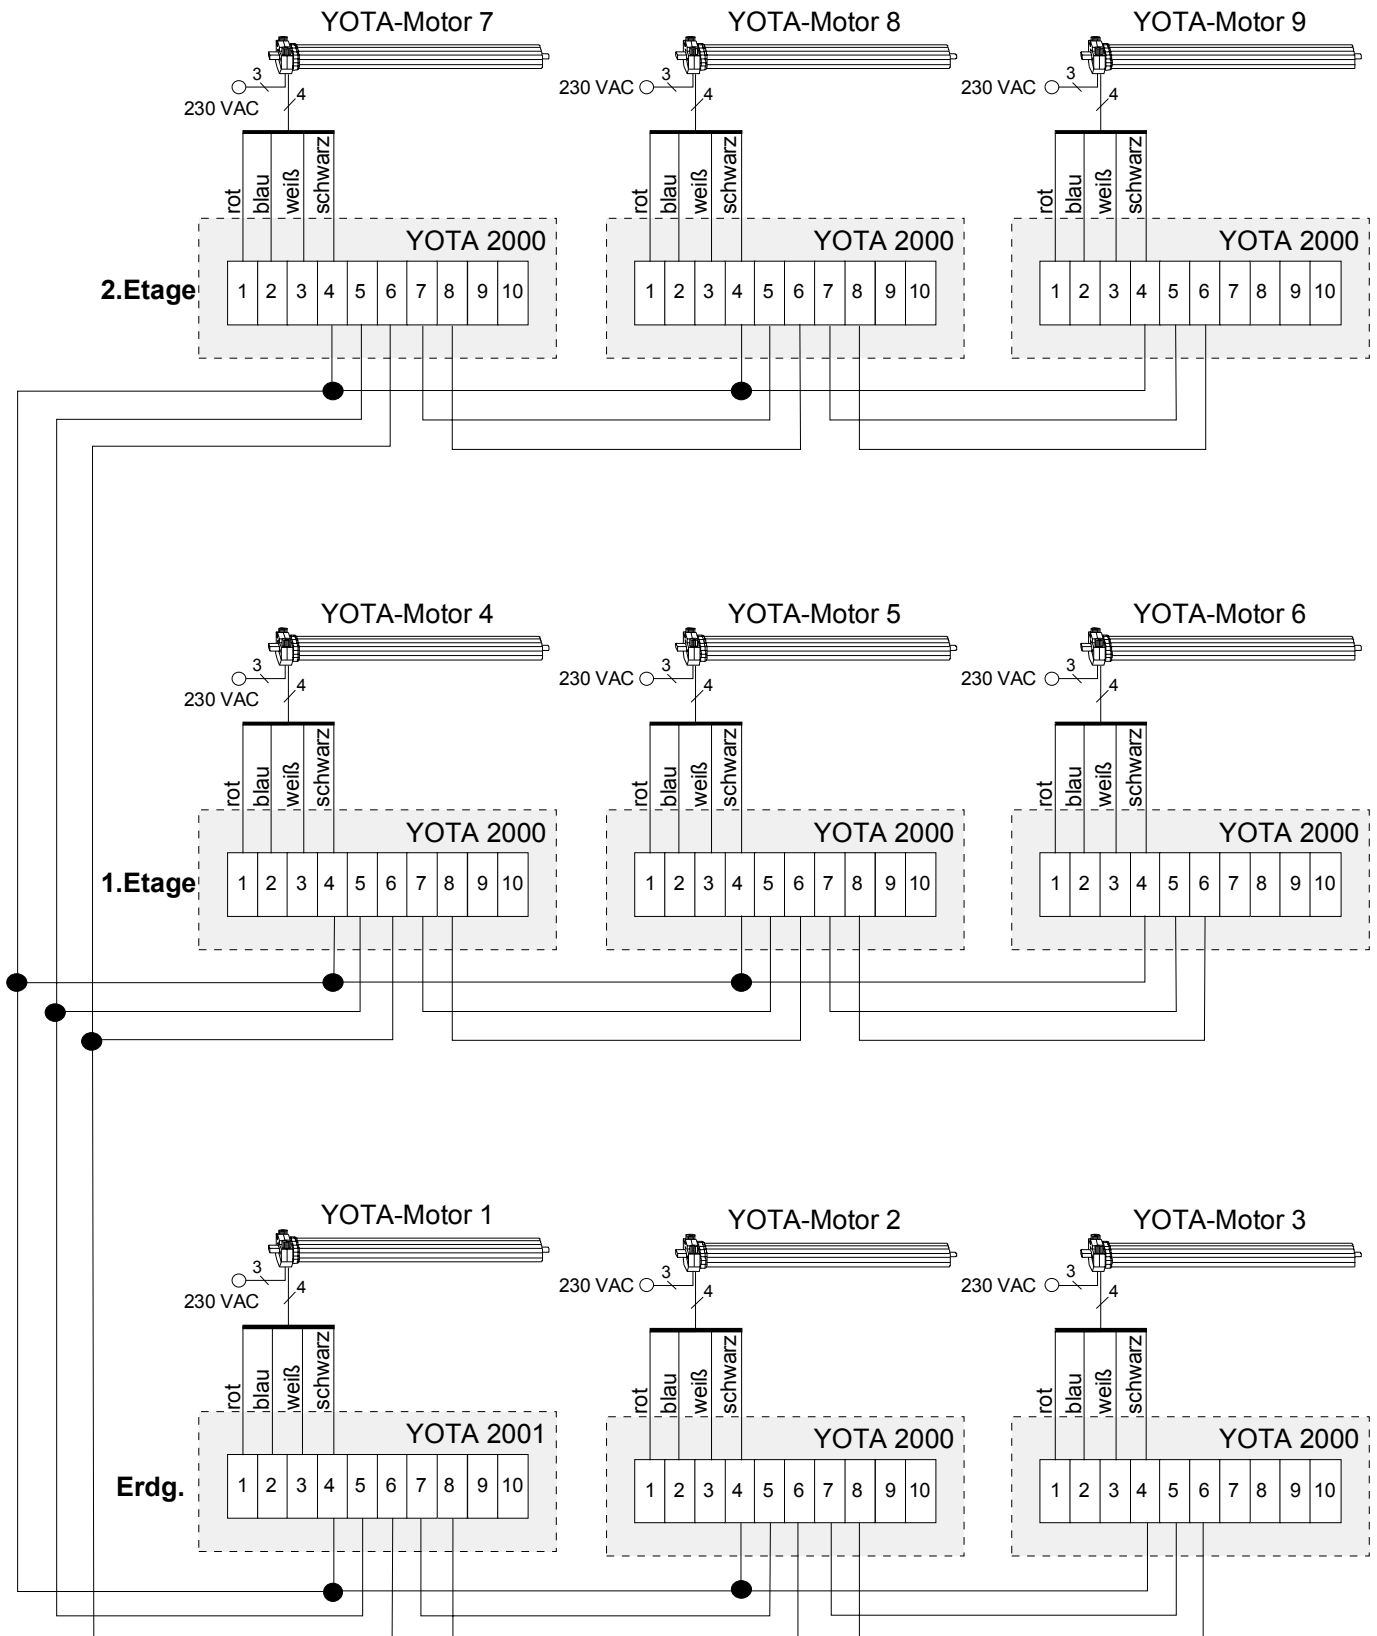 YOTA-Motor 7 YOTA-Motor 8 YOTA-Motor 9
3 3 3
230 VAC 4 230 VAC 4 230 VAC 4
rot blau weiß schwarz rot blau weiß schwarz rot blau weiß schwarz
YOTA 2000 YOTA 2000 YOTA 2000
2.Etage 1 2 3 4 5 6 7 8 9 10 1 2 3 4 5 6 7 8 9 10 1 2 3 4 5 6 7 8 9 10
YOTA-Motor 4 YOTA-Motor 5 YOTA-Motor 6
3 3 3
230 VAC 4 230 VAC 4 230 VAC 4
rot blau weiß schwarz rot blau weiß schwarz rot blau weiß schwarz
YOTA 2000 YOTA 2000 YOTA 2000
1.Etage 1 2 3 4 5 6 7 8 9 10 1 2 3 4 5 6 7 8 9 10 1 2 3 4 5 6 7 8 9 10
YOTA-Motor 1 YOTA-Motor 2 YOTA-Motor 3
3 3 3
230 VAC 4 230 VAC 4 230 VAC 4
rot blau weiß schwarz rot blau weiß schwarz rot blau weiß schwarz
YOTA 2001 YOTA 2000 YOTA 2000
Erdg. 1 2 3 4 5 6 7 8 9 10 1 2 3 4 5 6 7 8 9 10 1 2 3 4 5 6 7 8 9 10